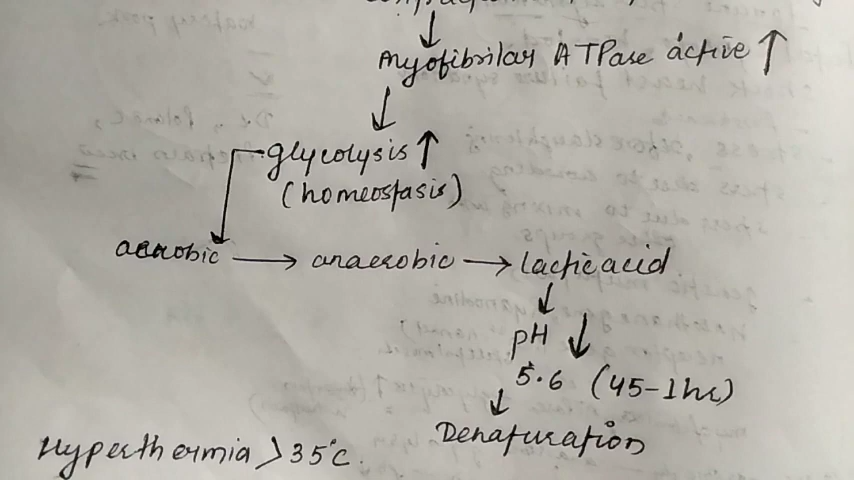 ↓
Myofibrilar ATPase active ↑
↓
glycolysis ↑
(homeostasis)
aerobic → anaerobic → lactic acid
↓
pH ↓
5.6 (45-1hr)
↓
Denaturation
Hyperthermia > 35°C.